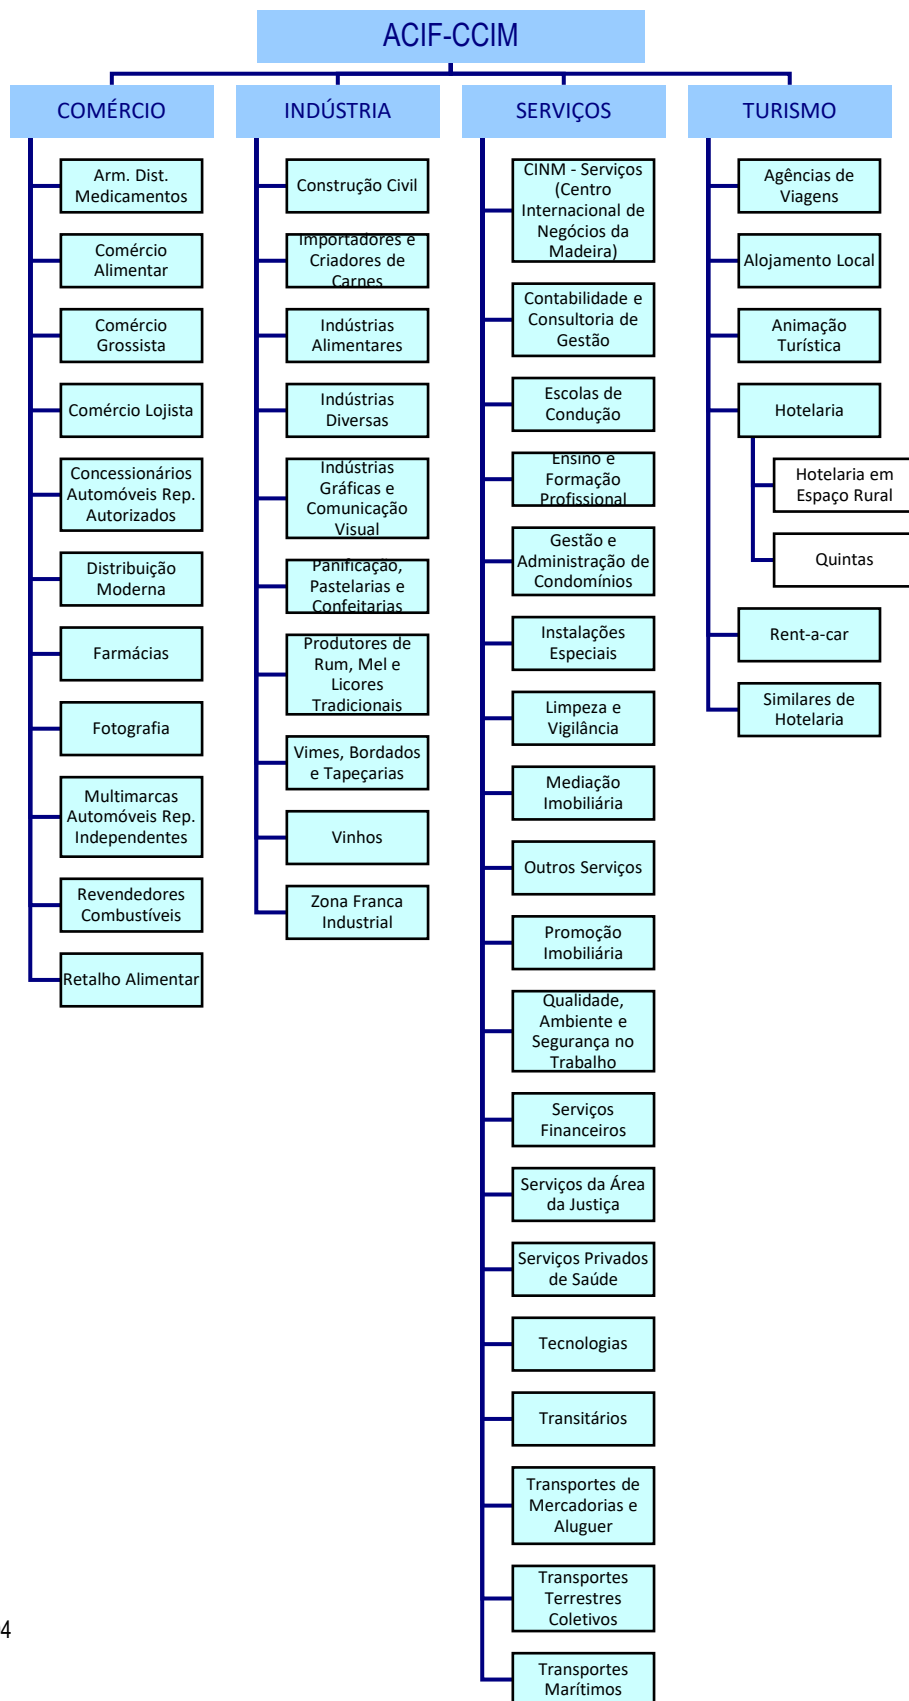 ACIF-CCIM
COMÉRCIO
Arm. Dist.
Medicamentos
Comércio
Alimentar
Comércio
Grossista
Comércio Lojista
Concessionários
Automóveis Rep.
Autorizados
Distribuição
Moderna
Farmácias
Fotografia
Multimarcas
Automóveis Rep.
Independentes
Revendedores
Combustíveis
Retalho Alimentar
INDÚSTRIA
Construção Civil
Importadores e
Criadores de
Carnes
Indústrias
Alimentares
Indústrias
Diversas
Indústrias
Gráficas e
Comunicação
Visual
Panificação,
Pastelarias e
Confeitarias
Produtores de
Rum, Mel e
Licores
Tradicionais
Vimes, Bordados
e Tapeçarias
Vinhos
Zona Franca
Industrial
SERVIÇOS
CINM - Serviços
(Centro
Internacional de
Negócios da
Madeira)
Contabilidade e
Consultoria de
Gestão
Escolas de
Condução
Ensino e
Formação
Profissional
Gestão e
Administração de
Condomínios
Instalações
Especiais
Limpeza e
Vigilância
Mediação
Imobiliária
Outros Serviços
Promoção
Imobiliária
Qualidade,
Ambiente e
Segurança no
Trabalho
Serviços
Financeiros
Serviços da Área
da Justiça
Serviços Privados
de Saúde
Tecnologias
Transitários
Transportes de
Mercadorias e
Aluguer
Transportes
Terrestres
Coletivos
Transportes
Marítimos
TURISMO
Agências de
Viagens
Alojamento Local
Animação
Turística
Hotelaria
Hotelaria em
Espaço Rural
Quintas
Rent-a-car
Similares de
Hotelaria
4